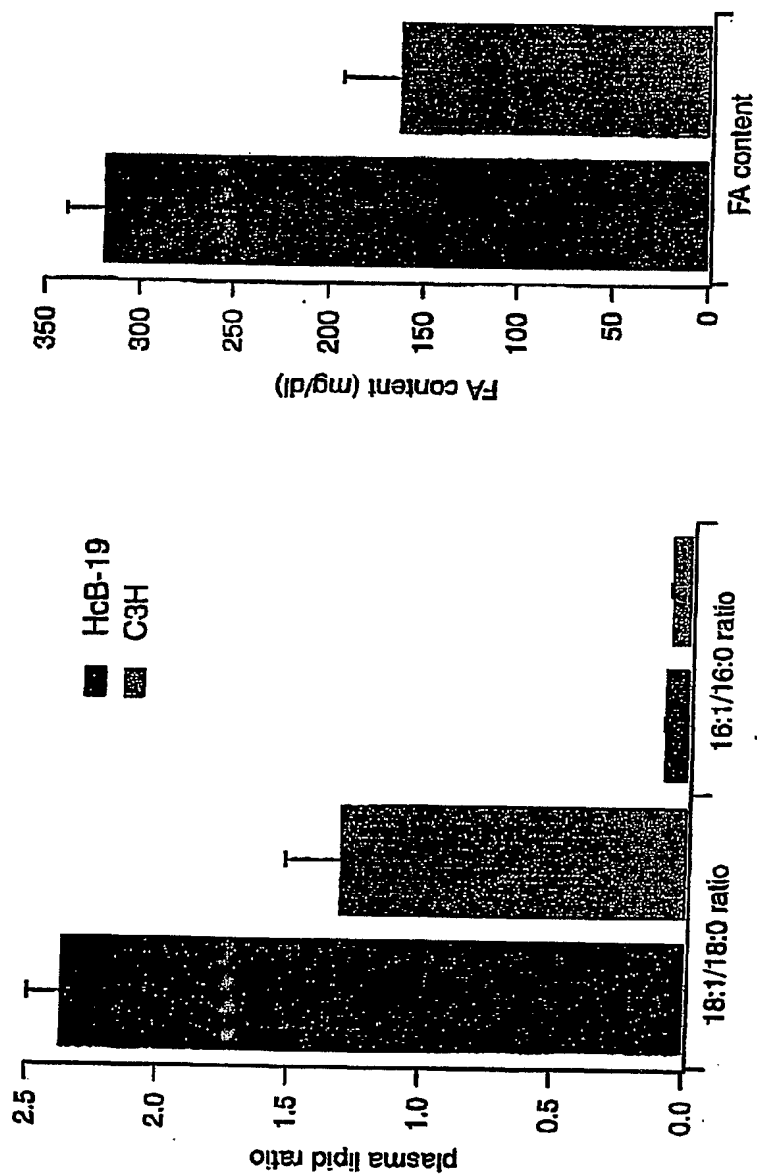 HcB-19
C3H
plasma lipid ratio
2.5
2.0
1.5
1.0
0.5
0.0
18:1/18:0 ratio
16:1/16:0 ratio
FA content (mg/dl)
350
300
250
200
150
100
50
0
FA content